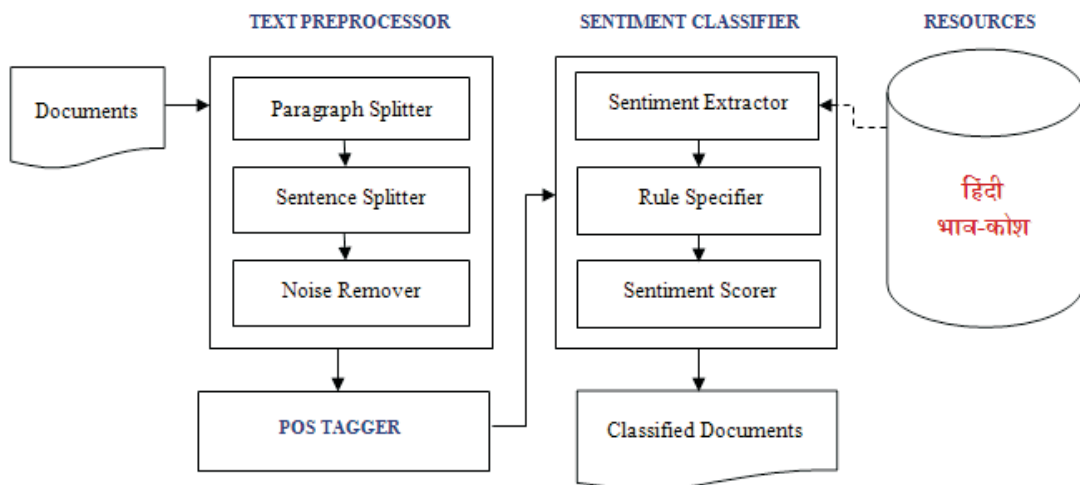 TEXT PREPROCESSOR
SENTIMENT CLASSIFIER
RESOURCES
Documents
Paragraph Splitter
Sentence Splitter
Noise Remover
POS TAGGER
Sentiment Extractor
Rule Specifier
Sentiment Scorer
Classified Documents
हिंदी
भाव-कोश